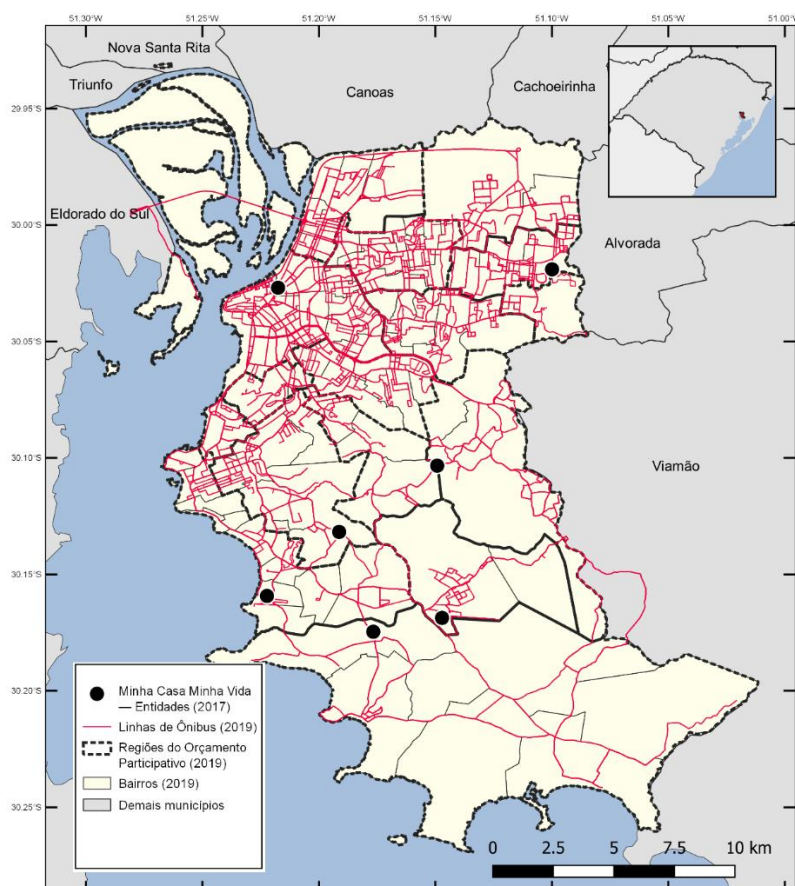 51.30°W
51.25°W
51.20°W
51.15°W
51.10°W
51.05°W
51.00°W
Nova Santa Rita
Triunfo
Canoas
Cachoeirinha
29.95°S
30.00°S
Eldorado do Sul
Alvorada
30.05°S
30.10°S
Viamão
30.15°S
30.20°S
30.25°S
Minha Casa Minha Vida
— Entidades (2017)
Linhas de Ônibus (2019)
Regiões do Orçamento
Participativo (2019)
Bairros (2019)
Demais municípios
0 2.5 5 7.5 10 km